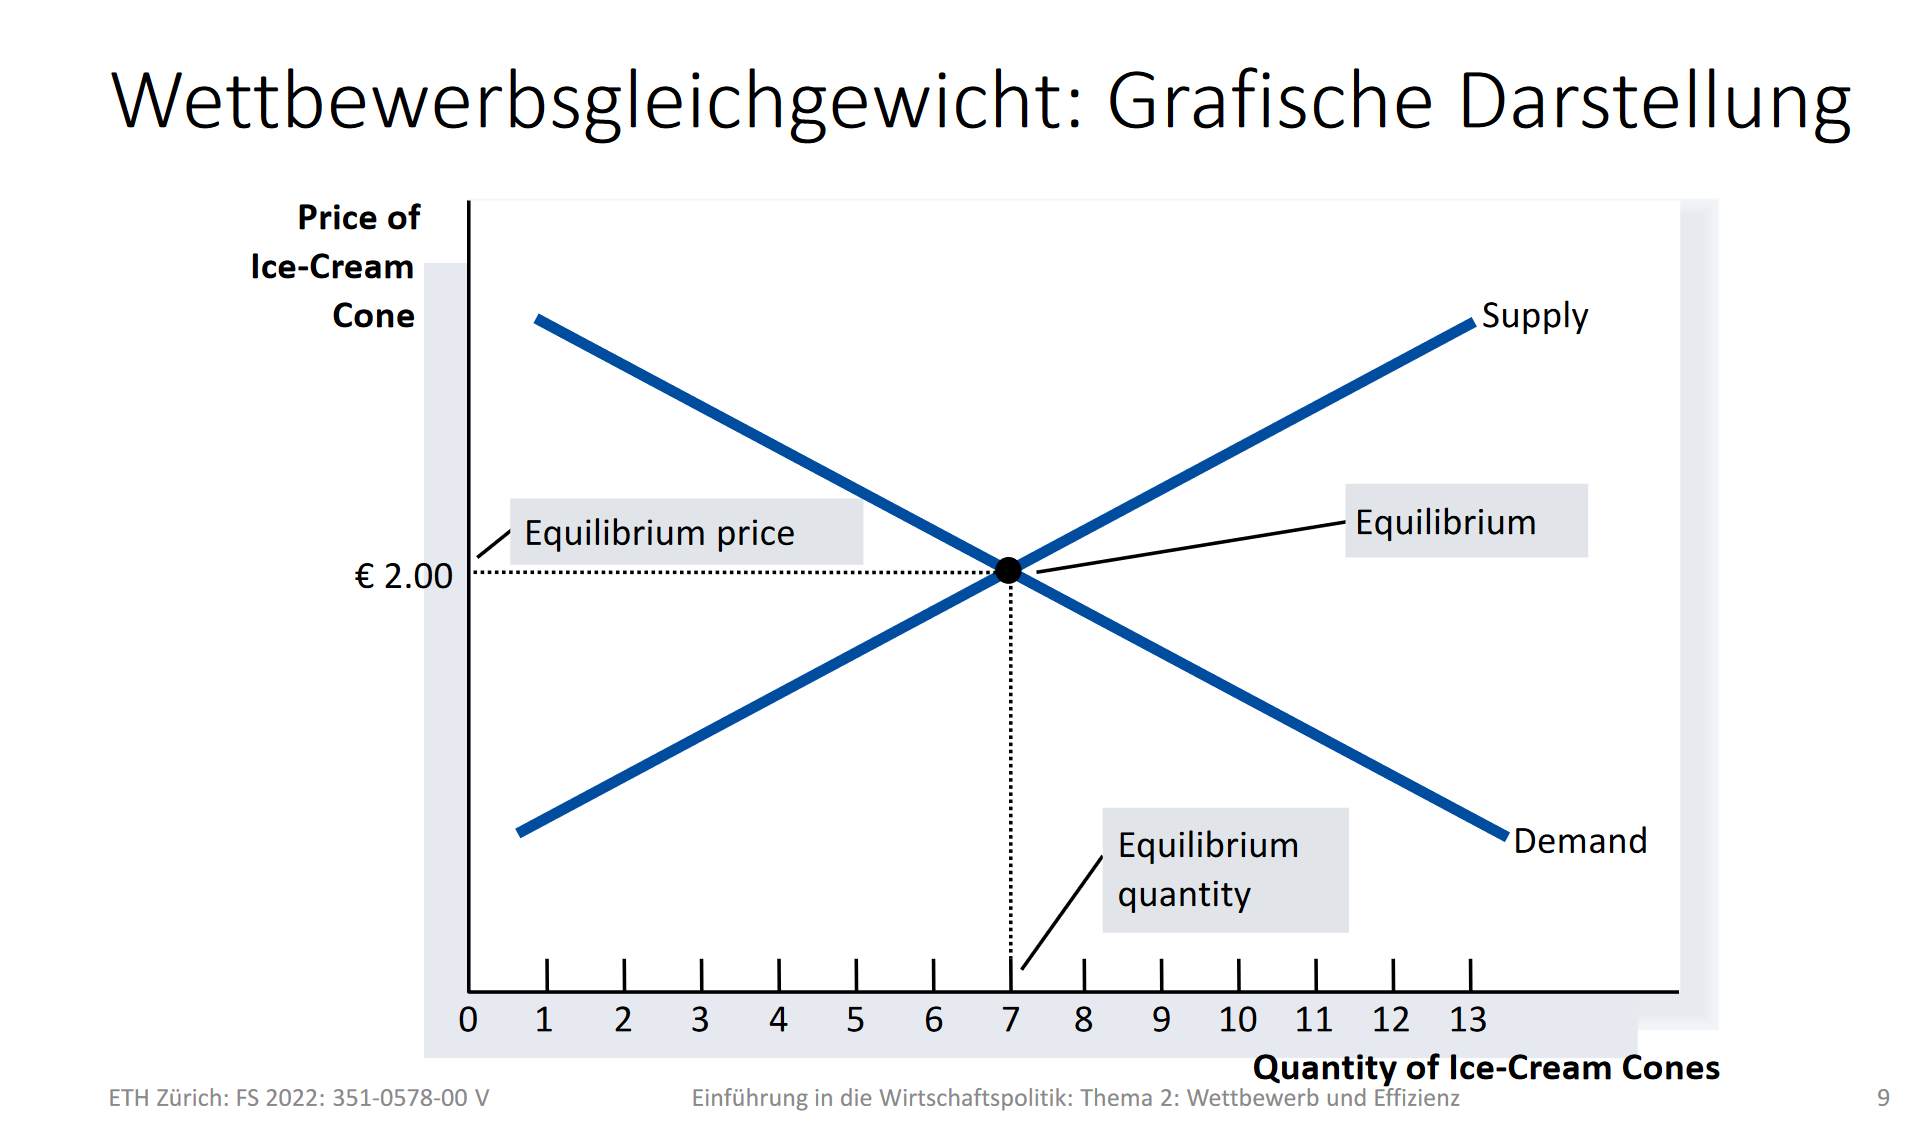 Wettbewerbsgleichgewicht: Grafische Darstellung
Price of
Ice-Cream
Cone
Supply
Equilibrium price
Equilibrium
€ 2.00
Equilibrium
quantity
Demand
0 1 2 3 4 5 6 7 8 9 10 11 12 13
Quantity of Ice-Cream Cones
ETH Zürich: FS 2022: 351-0578-00 V
Einführung in die Wirtschaftspolitik: Thema 2: Wettbewerb und Effizienz
9